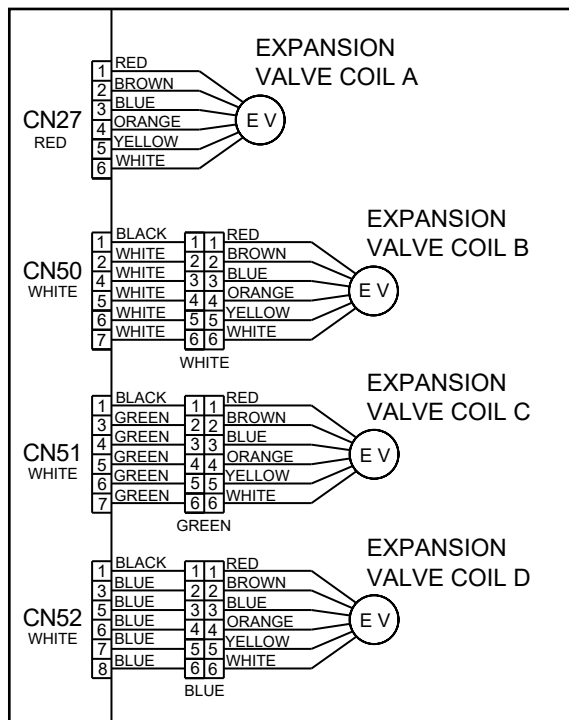 EXPANSION
VALVE COIL A
CN27
RED
1 RED
2 BROWN
3 BLUE
4 ORANGE
5 YELLOW
6 WHITE
E V
EXPANSION
VALVE COIL B
CN50
WHITE
1 BLACK 1 1 RED
2 WHITE 2 2 BROWN
4 WHITE 3 3 BLUE
5 WHITE 4 4 ORANGE
6 WHITE 5 5 YELLOW
7 WHITE 6 6 WHITE
WHITE
E V
EXPANSION
VALVE COIL C
CN51
WHITE
1 BLACK 1 1 RED
3 GREEN 2 2 BROWN
4 GREEN 3 3 BLUE
5 GREEN 4 4 ORANGE
6 GREEN 5 5 YELLOW
7 GREEN 6 6 WHITE
GREEN
E V
EXPANSION
VALVE COIL D
CN52
WHITE
1 BLACK 1 1 RED
3 BLUE 2 2 BROWN
5 BLUE 3 3 BLUE
6 BLUE 4 4 ORANGE
7 BLUE 5 5 YELLOW
8 BLUE 6 6 WHITE
BLUE
E V